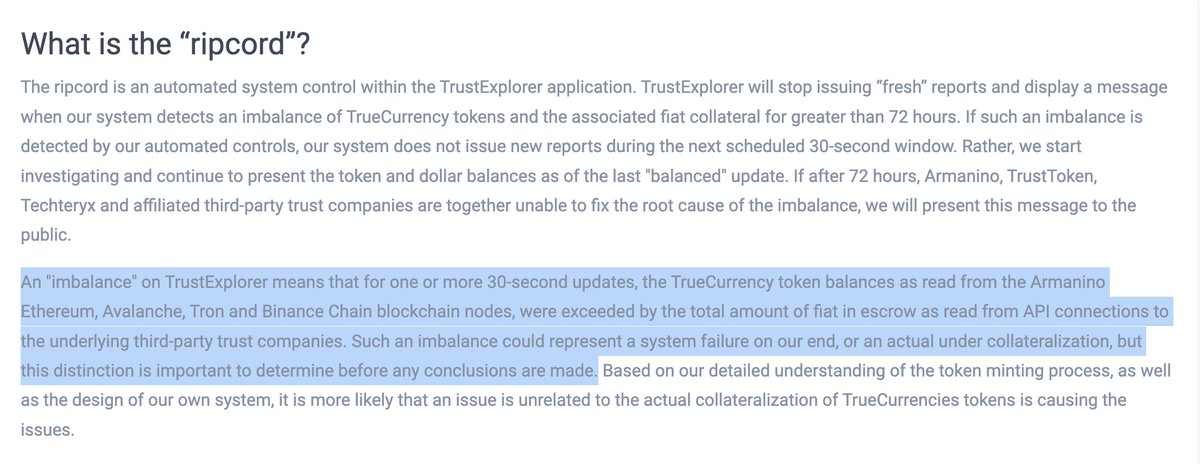 What is the “ripcord”?
The ripcord is an automated system control within the TrustExplorer application. TrustExplorer will stop issuing “fresh” reports and display a message
when our system detects an imbalance of TrueCurrency tokens and the associated fiat collateral for greater than 72 hours. If such an imbalance is
detected by our automated controls, our system does not issue new reports during the next scheduled 30-second window. Rather, we start
investigating and continue to present the token and dollar balances as of the last "balanced" update. If after 72 hours, Armanino, TrustToken,
Techteryx and affiliated third-party trust companies are together unable to fix the root cause of the imbalance, we will present this message to the
public.
An "imbalance" on TrustExplorer means that for one or more 30-second updates, the TrueCurrency token balances as read from the Armanino
Ethereum, Avalanche, Tron and Binance Chain blockchain nodes, were exceeded by the total amount of fiat in escrow as read from API connections to
the underlying third-party trust companies. Such an imbalance could represent a system failure on our end, or an actual under collateralization, but
this distinction is important to determine before any conclusions are made. Based on our detailed understanding of the token minting process, as well
as the design of our own system, it is more likely that an issue is unrelated to the actual collateralization of TrueCurrencies tokens is causing the
issues.